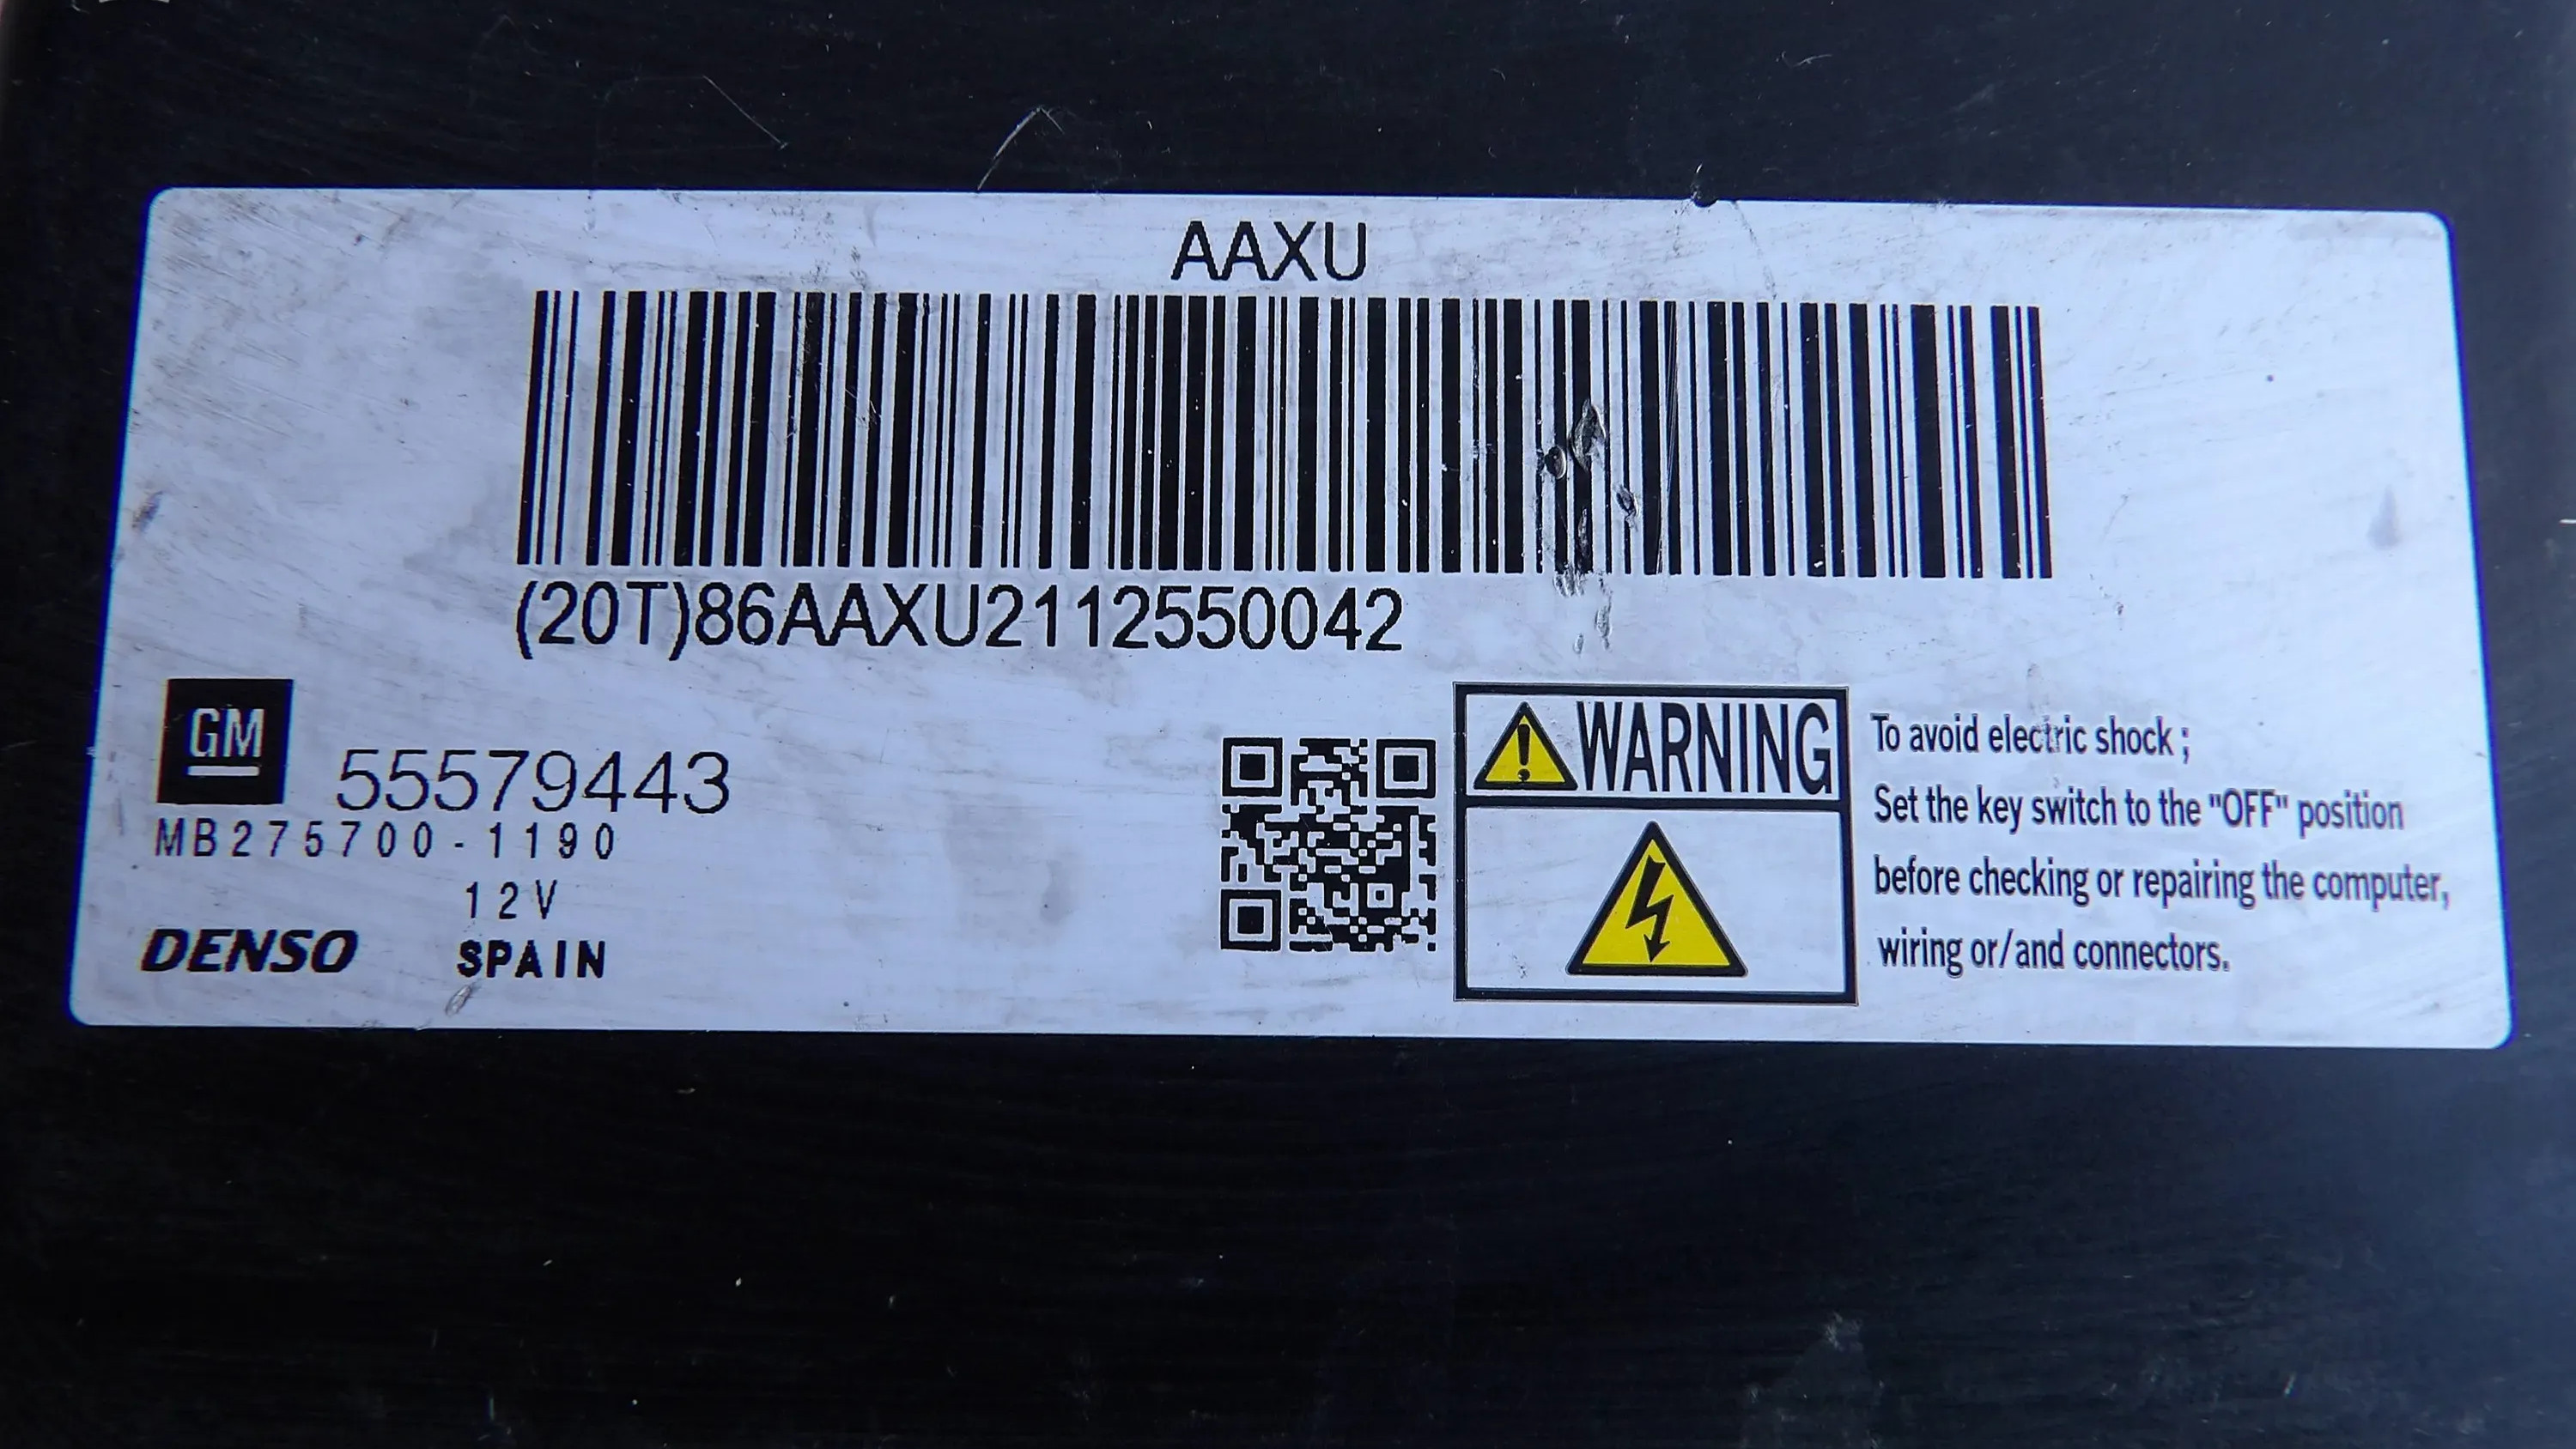 AAXU
(20T)86AAXU2112550042
GM
55579443
MB275700-1190
12V
DENSO SPAIN
WARNING
To avoid electric shock ;
Set the key switch to the "OFF" position
before checking or repairing the computer,
wiring or/and connectors.